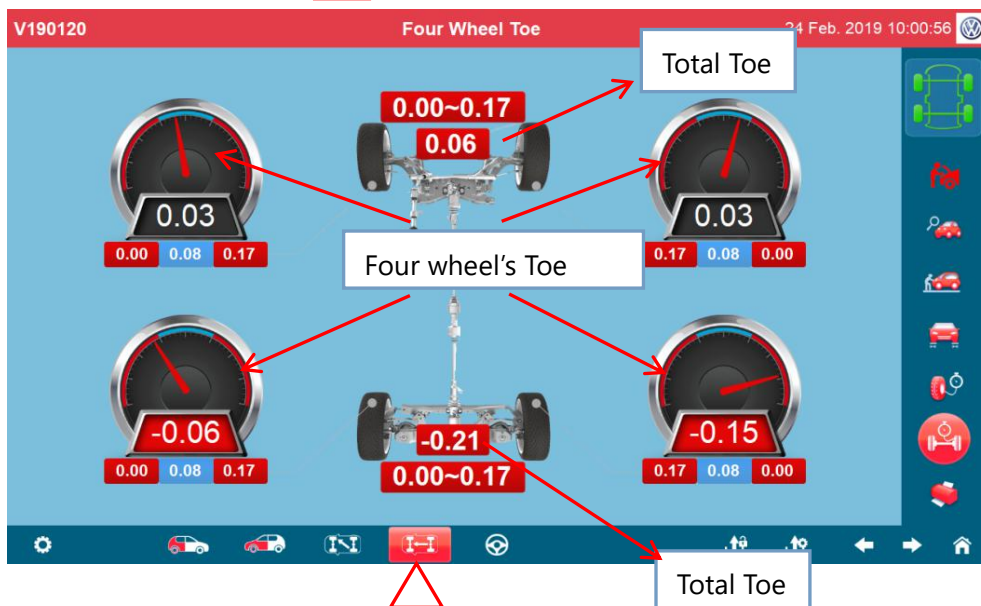 V190120
Four Wheel Toe
24 Feb. 2019 10:00:56
Total Toe
0.00~0.17
0.06
0.03
0.03
0.00 0.08 0.17
0.17 0.08 0.00
Four wheel's Toe
-0.06
-0.15
-0.21
0.00 0.08 0.17
0.00~0.17
0.17 0.08 0.00
Total Toe